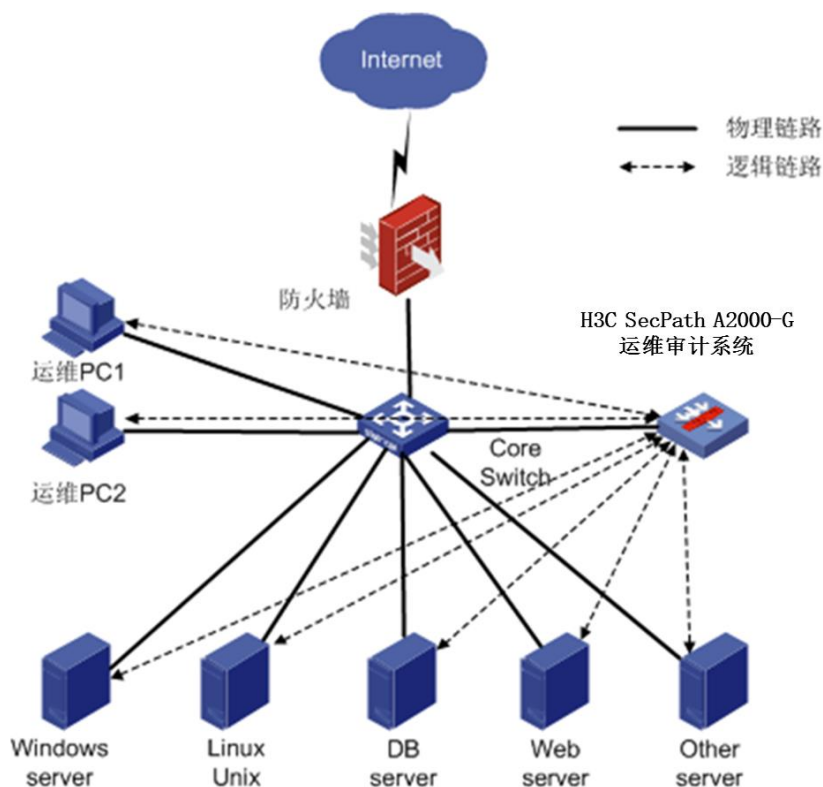 Internet
物理链路
逻辑链路
防火墙
H3C SecPath A2000-G
运维审计系统
运维PC1
运维PC2
Core
Switch
Windows
server
Linux
Unix
DB
server
Web
server
Other
server